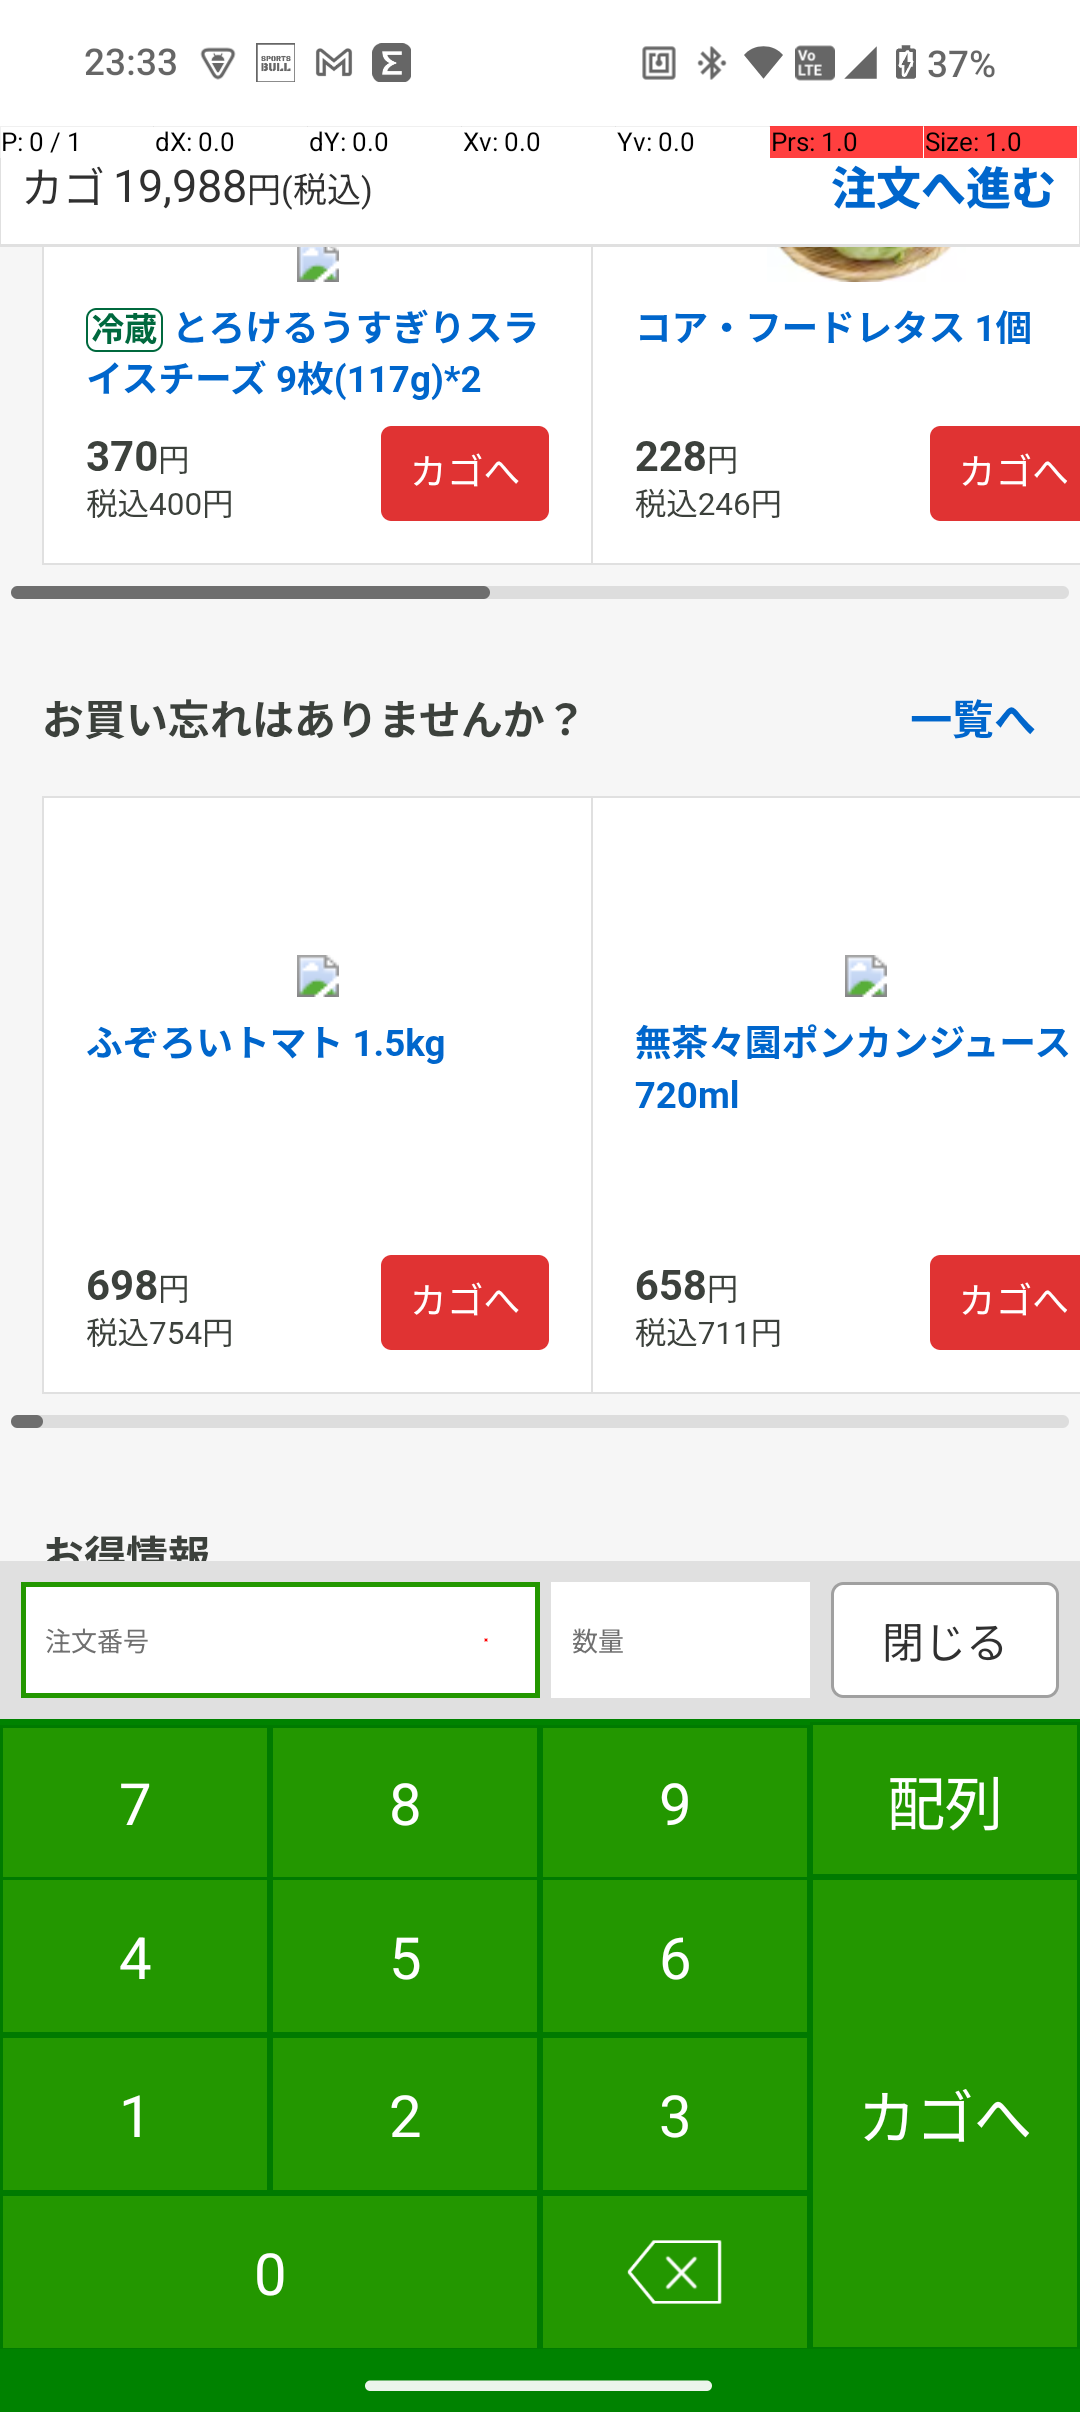 23:33 SPORTS BULL Vo LTE 37%
P: 0 / 1 dX: 0.0 dY: 0.0 Xv: 0.0 Yv: 0.0 Prs: 1.0 Size: 1.0
カゴ 19,988円(税込) 注文へ進む
冷蔵 とろけるうすぎりスラ
イスチーズ 9枚(117g)*2
370円
税込400円
カゴへ
コア・フードレタス 1個
228円
税込246円
カゴへ
お買い忘れはありませんか？ 一覧へ
ふぞろいトマト 1.5kg
698円
税込754円
カゴへ
無茶々園ポンカンジュース
720ml
658円
税込711円
カゴへ
お得情報
注文番号 数量 閉じる
7 8 9 配列
4 5 6
1 2 3 カゴへ
0